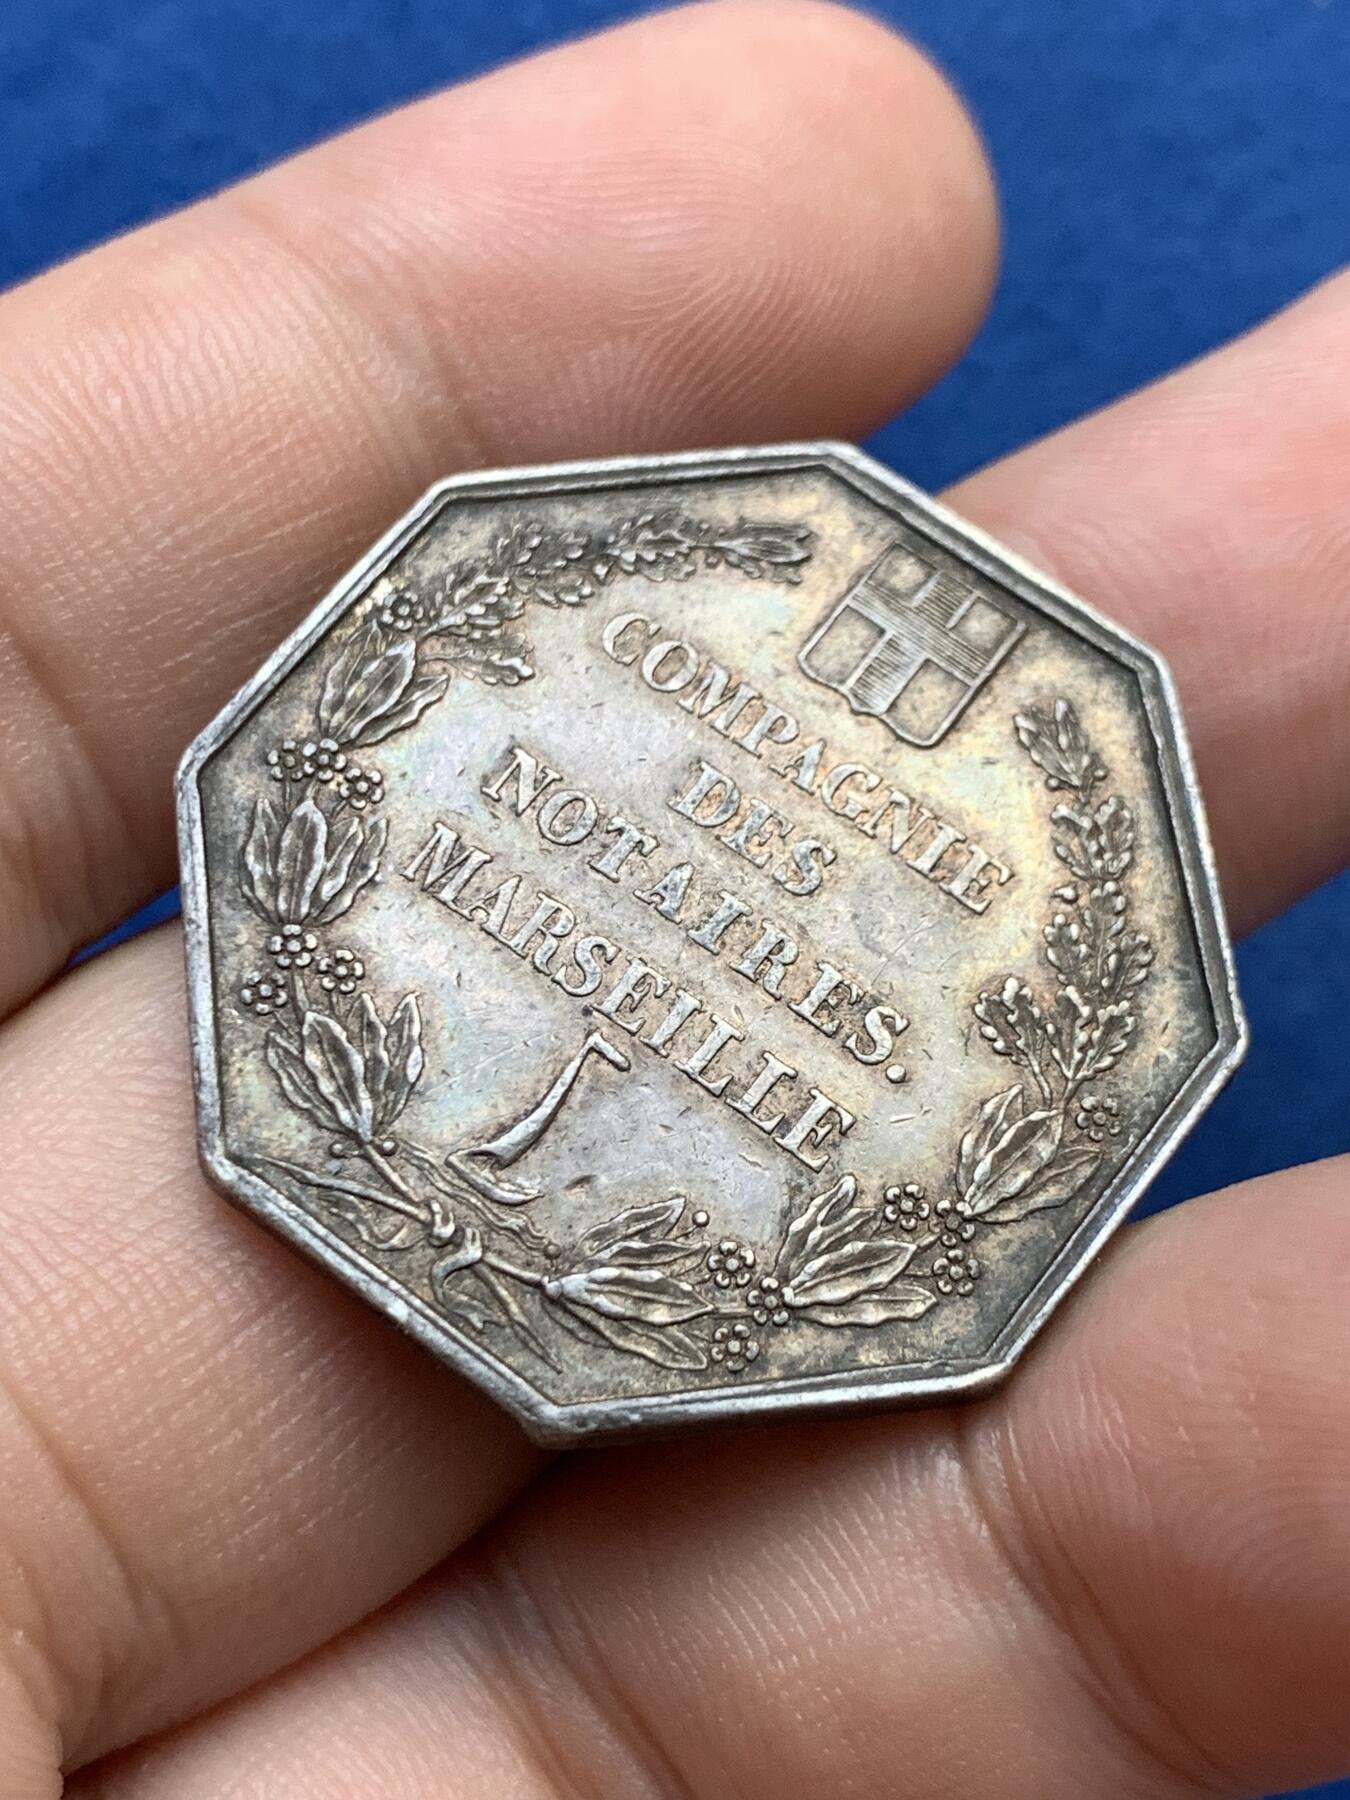 COMPAGNIE
DES
NOTAIRES.
MARSEILLE